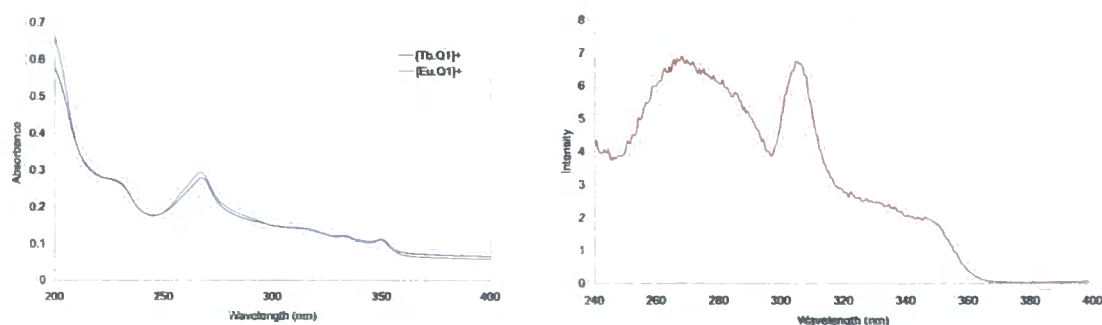 0.7
0.6
0.5
0.4
0.3
0.2
0.1
0
Absorbance
200 250 300 350 400
Wavelength (nm)
[Tb.Q1]+
[Eu.Q1]+
8
7
6
5
4
3
2
1
0
Intensity
240 260 280 300 320 340 360 380 400
Wavelength (nm)